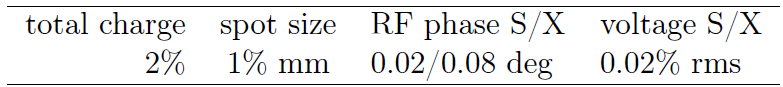 total charge spot size RF phase S/X voltage S/X
2% 1% mm 0.02/0.08 deg 0.02% rms